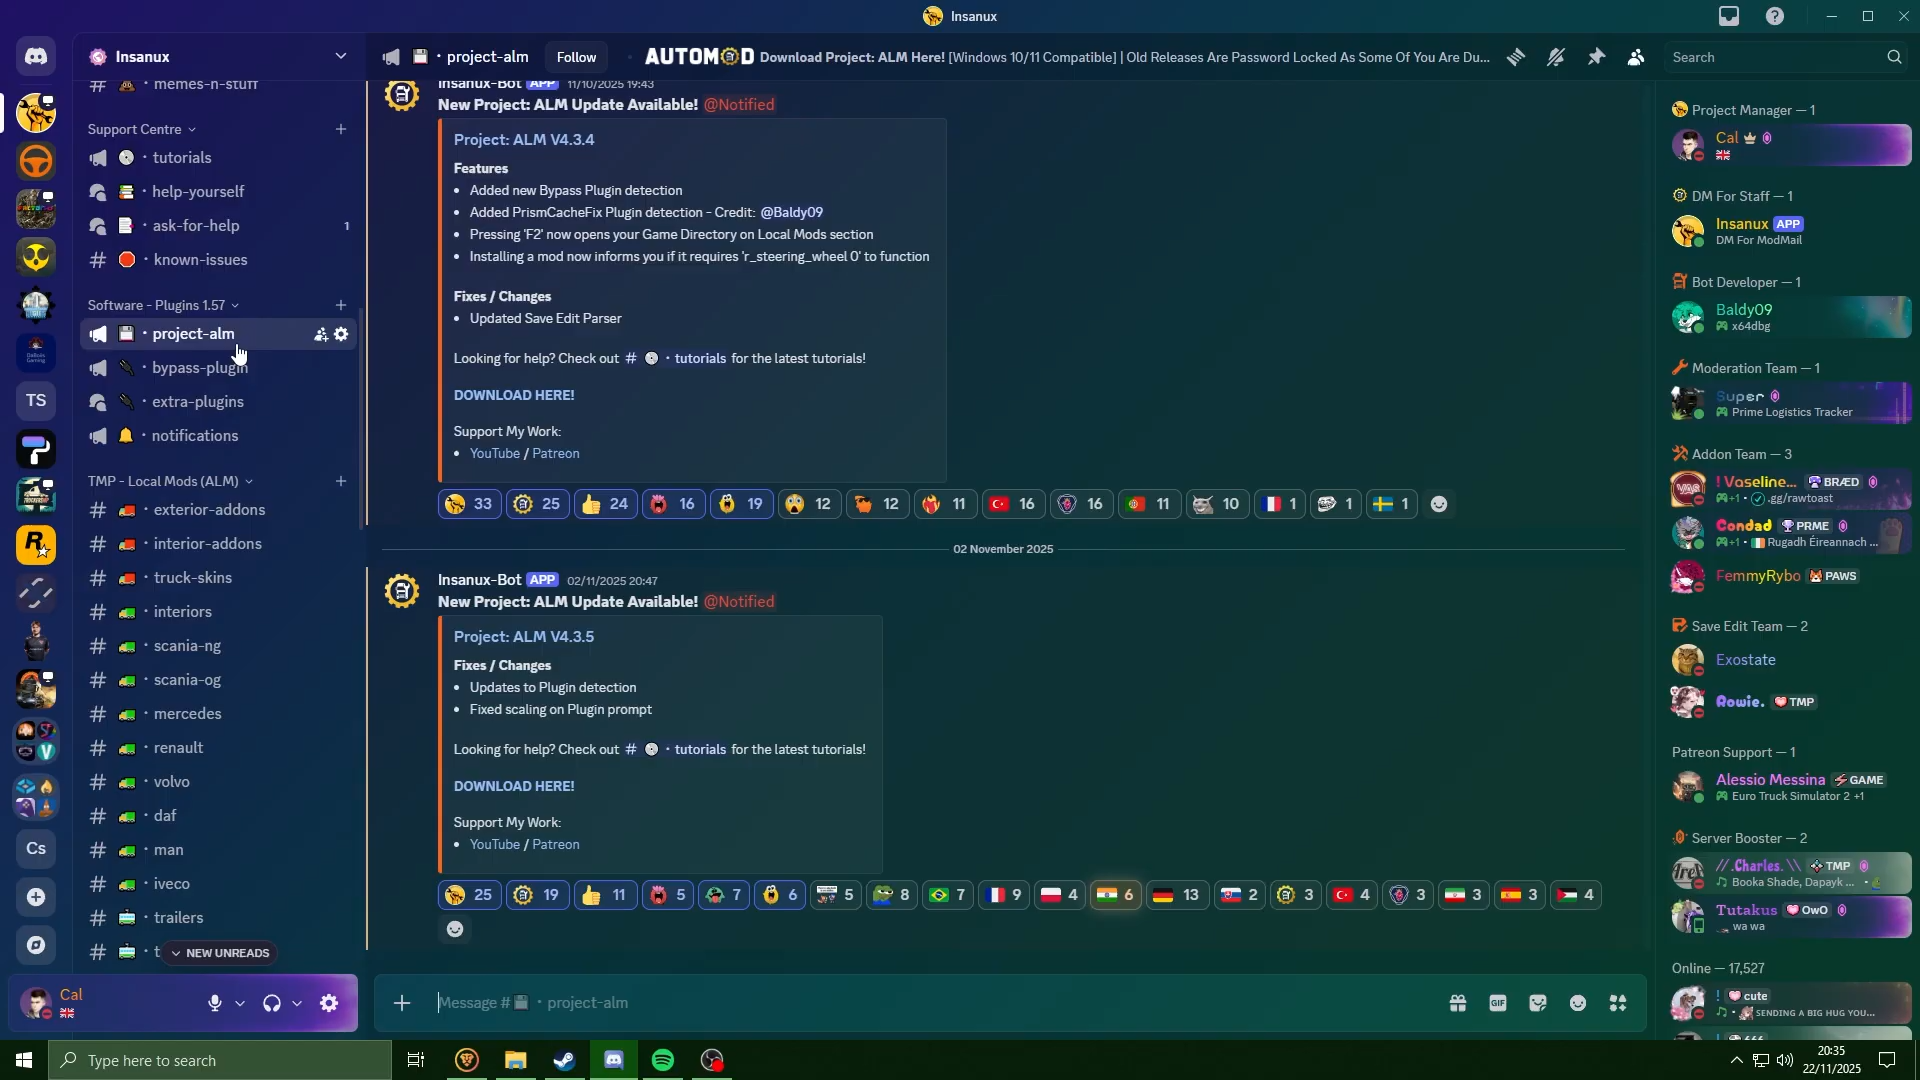 Insanux
Insanux
project-alm
Follow
AUTOMOD Download Project: ALM Here! [Windows 10/11 Compatible] | Old Releases Are Password Locked As Some Of You Are Du...
Search
memes-n-stuff
Support Centre
tutorials
help-yourself
ask-for-help
1
known-issues
Software - Plugins 1.57
project-alm
bypass-plugin
extra-plugins
notifications
TMP - Local Mods (ALM)
exterior-addons
interior-addons
truck-skins
interiors
scania-ng
scania-og
mercedes
renault
volvo
daf
man
iveco
trailers
NEW UNREADS
TS
Cs
Cal
Insanux-Bot APP 11/10/2025 19:43
New Project: ALM Update Available! @Notified
Project: ALM V4.3.4
Features
• Added new Bypass Plugin detection
• Added PrismCacheFix Plugin detection - Credit: @Baldy09
• Pressing 'F2' now opens your Game Directory on Local Mods section
• Installing a mod now informs you if it requires 'r_steering_wheel 0' to function
Fixes / Changes
• Updated Save Edit Parser
Looking for help? Check out # · tutorials for the latest tutorials!
DOWNLOAD HERE!
Support My Work:
• YouTube / Patreon
33 25 24 16 19 12 12 11 16 16 11 10 1 1 1
02 November 2025
Insanux-Bot APP 02/11/2025 20:47
New Project: ALM Update Available! @Notified
Project: ALM V4.3.5
Fixes / Changes
• Updates to Plugin detection
• Fixed scaling on Plugin prompt
Looking for help? Check out # · tutorials for the latest tutorials!
DOWNLOAD HERE!
Support My Work:
• YouTube / Patreon
25 19 11 5 7 6 5 8 7 9 4 6 13 2 3 4 3 3 3 4
Message # · project-alm
GIF
Project Manager — 1
Cal
DM For Staff — 1
Insanux APP
DM For ModMail
Bot Developer — 1
Baldy09
x64dbg
Moderation Team — 1
Super
Prime Logistics Tracker
Addon Team — 3
! Vaseline... BRÆD
+1 · .gg/rawtoast
Condad PRME
+1 · Rugadh Éireannach ...
FemmyRybo PAWS
Save Edit Team — 2
Exostate
Rowie. TMP
Patreon Support — 1
Alessio Messina GAME
Euro Truck Simulator 2 +1
Server Booster — 2
//.Charles.\\ TMP
Booka Shade, Dapayk ...
Tutakus OwO
wa wa
Online — 17,527
! cute
SENDING A BIG HUG YOU...
Type here to search
20:35
22/11/2025